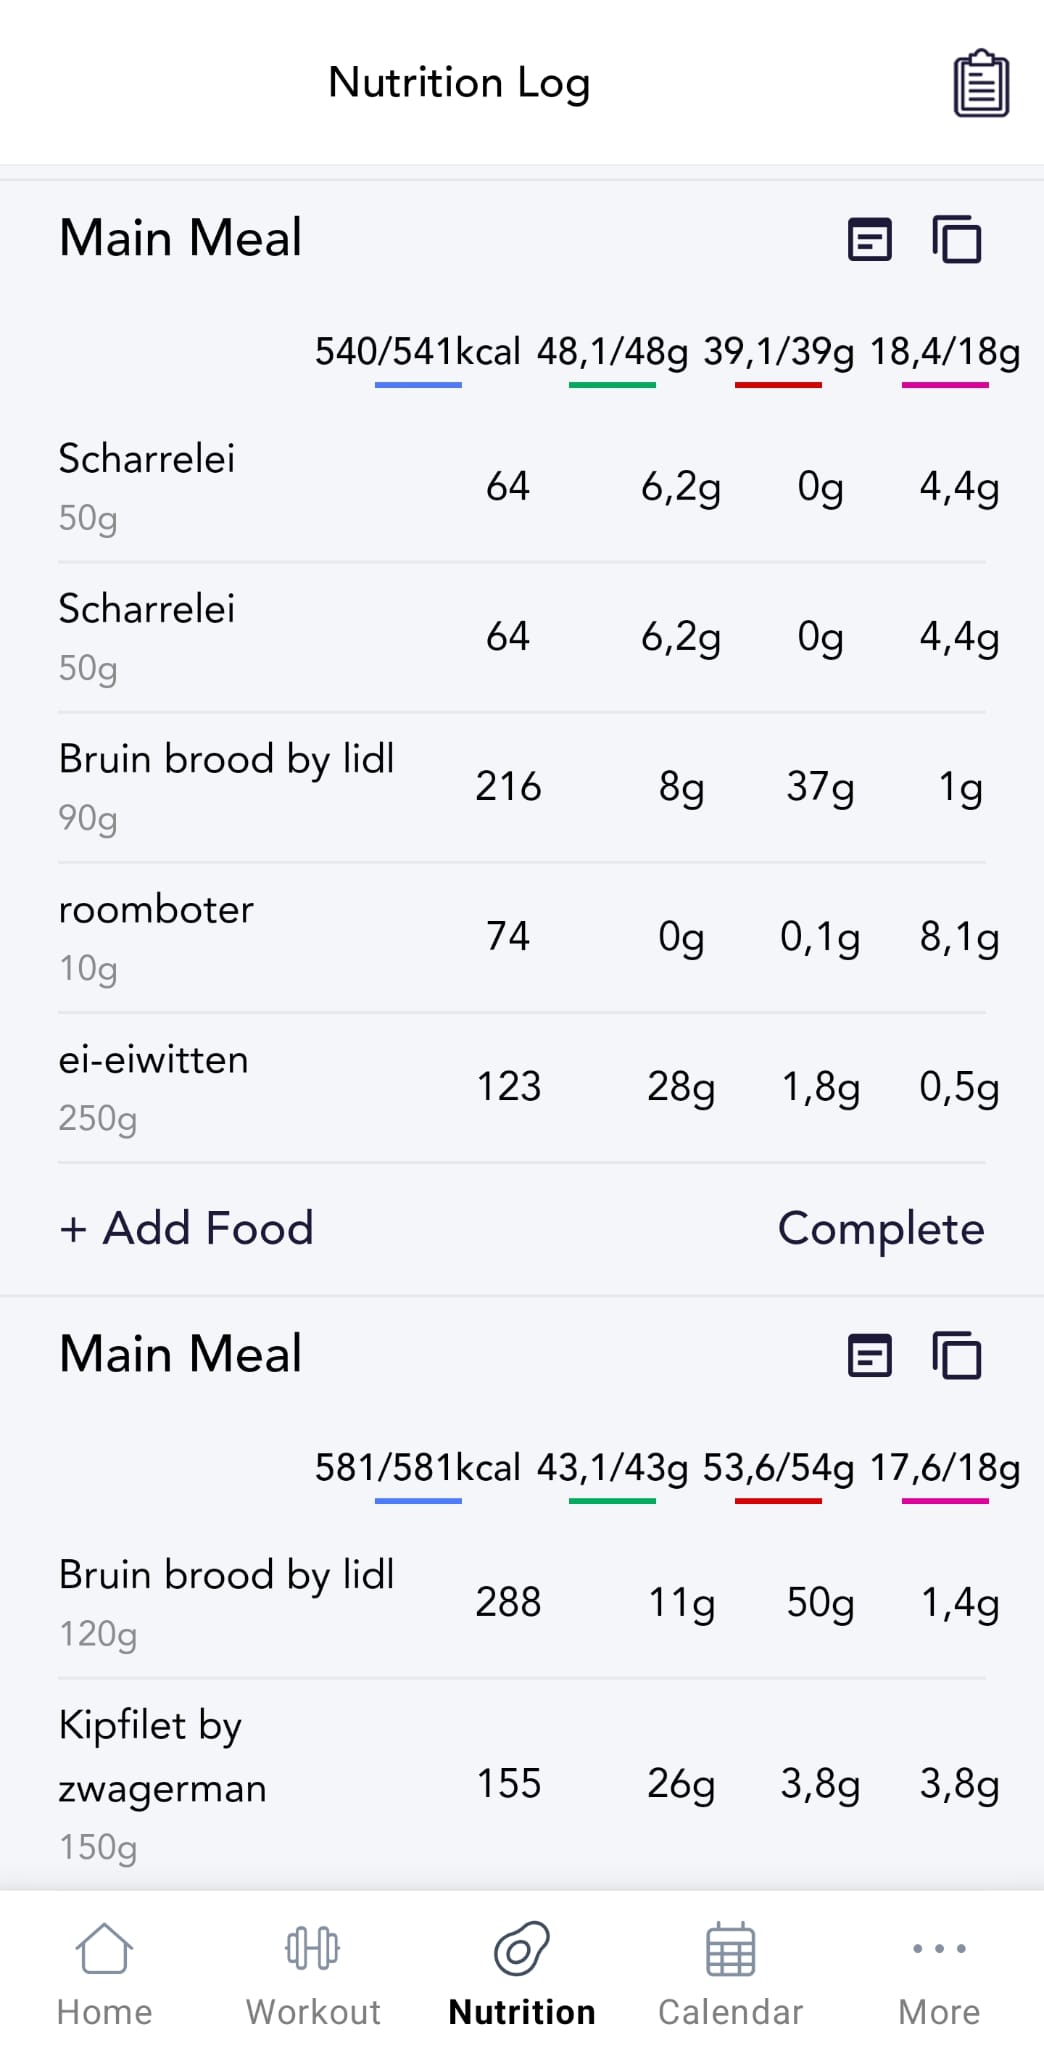 Nutrition Log
Main Meal
540/541kcal 48,1/48g 39,1/39g 18,4/18g
Scharrelei
50g
64 6,2g 0g 4,4g
Scharrelei
50g
64 6,2g 0g 4,4g
Bruin brood by lidl
90g
216 8g 37g 1g
roomboter
10g
74 0g 0,1g 8,1g
ei-eiwitten
250g
123 28g 1,8g 0,5g
+ Add Food Complete
Main Meal
581/581kcal 43,1/43g 53,6/54g 17,6/18g
Bruin brood by lidl
120g
288 11g 50g 1,4g
Kipfilet by
zwagerman
150g
155 26g 3,8g 3,8g
Home Workout Nutrition Calendar More